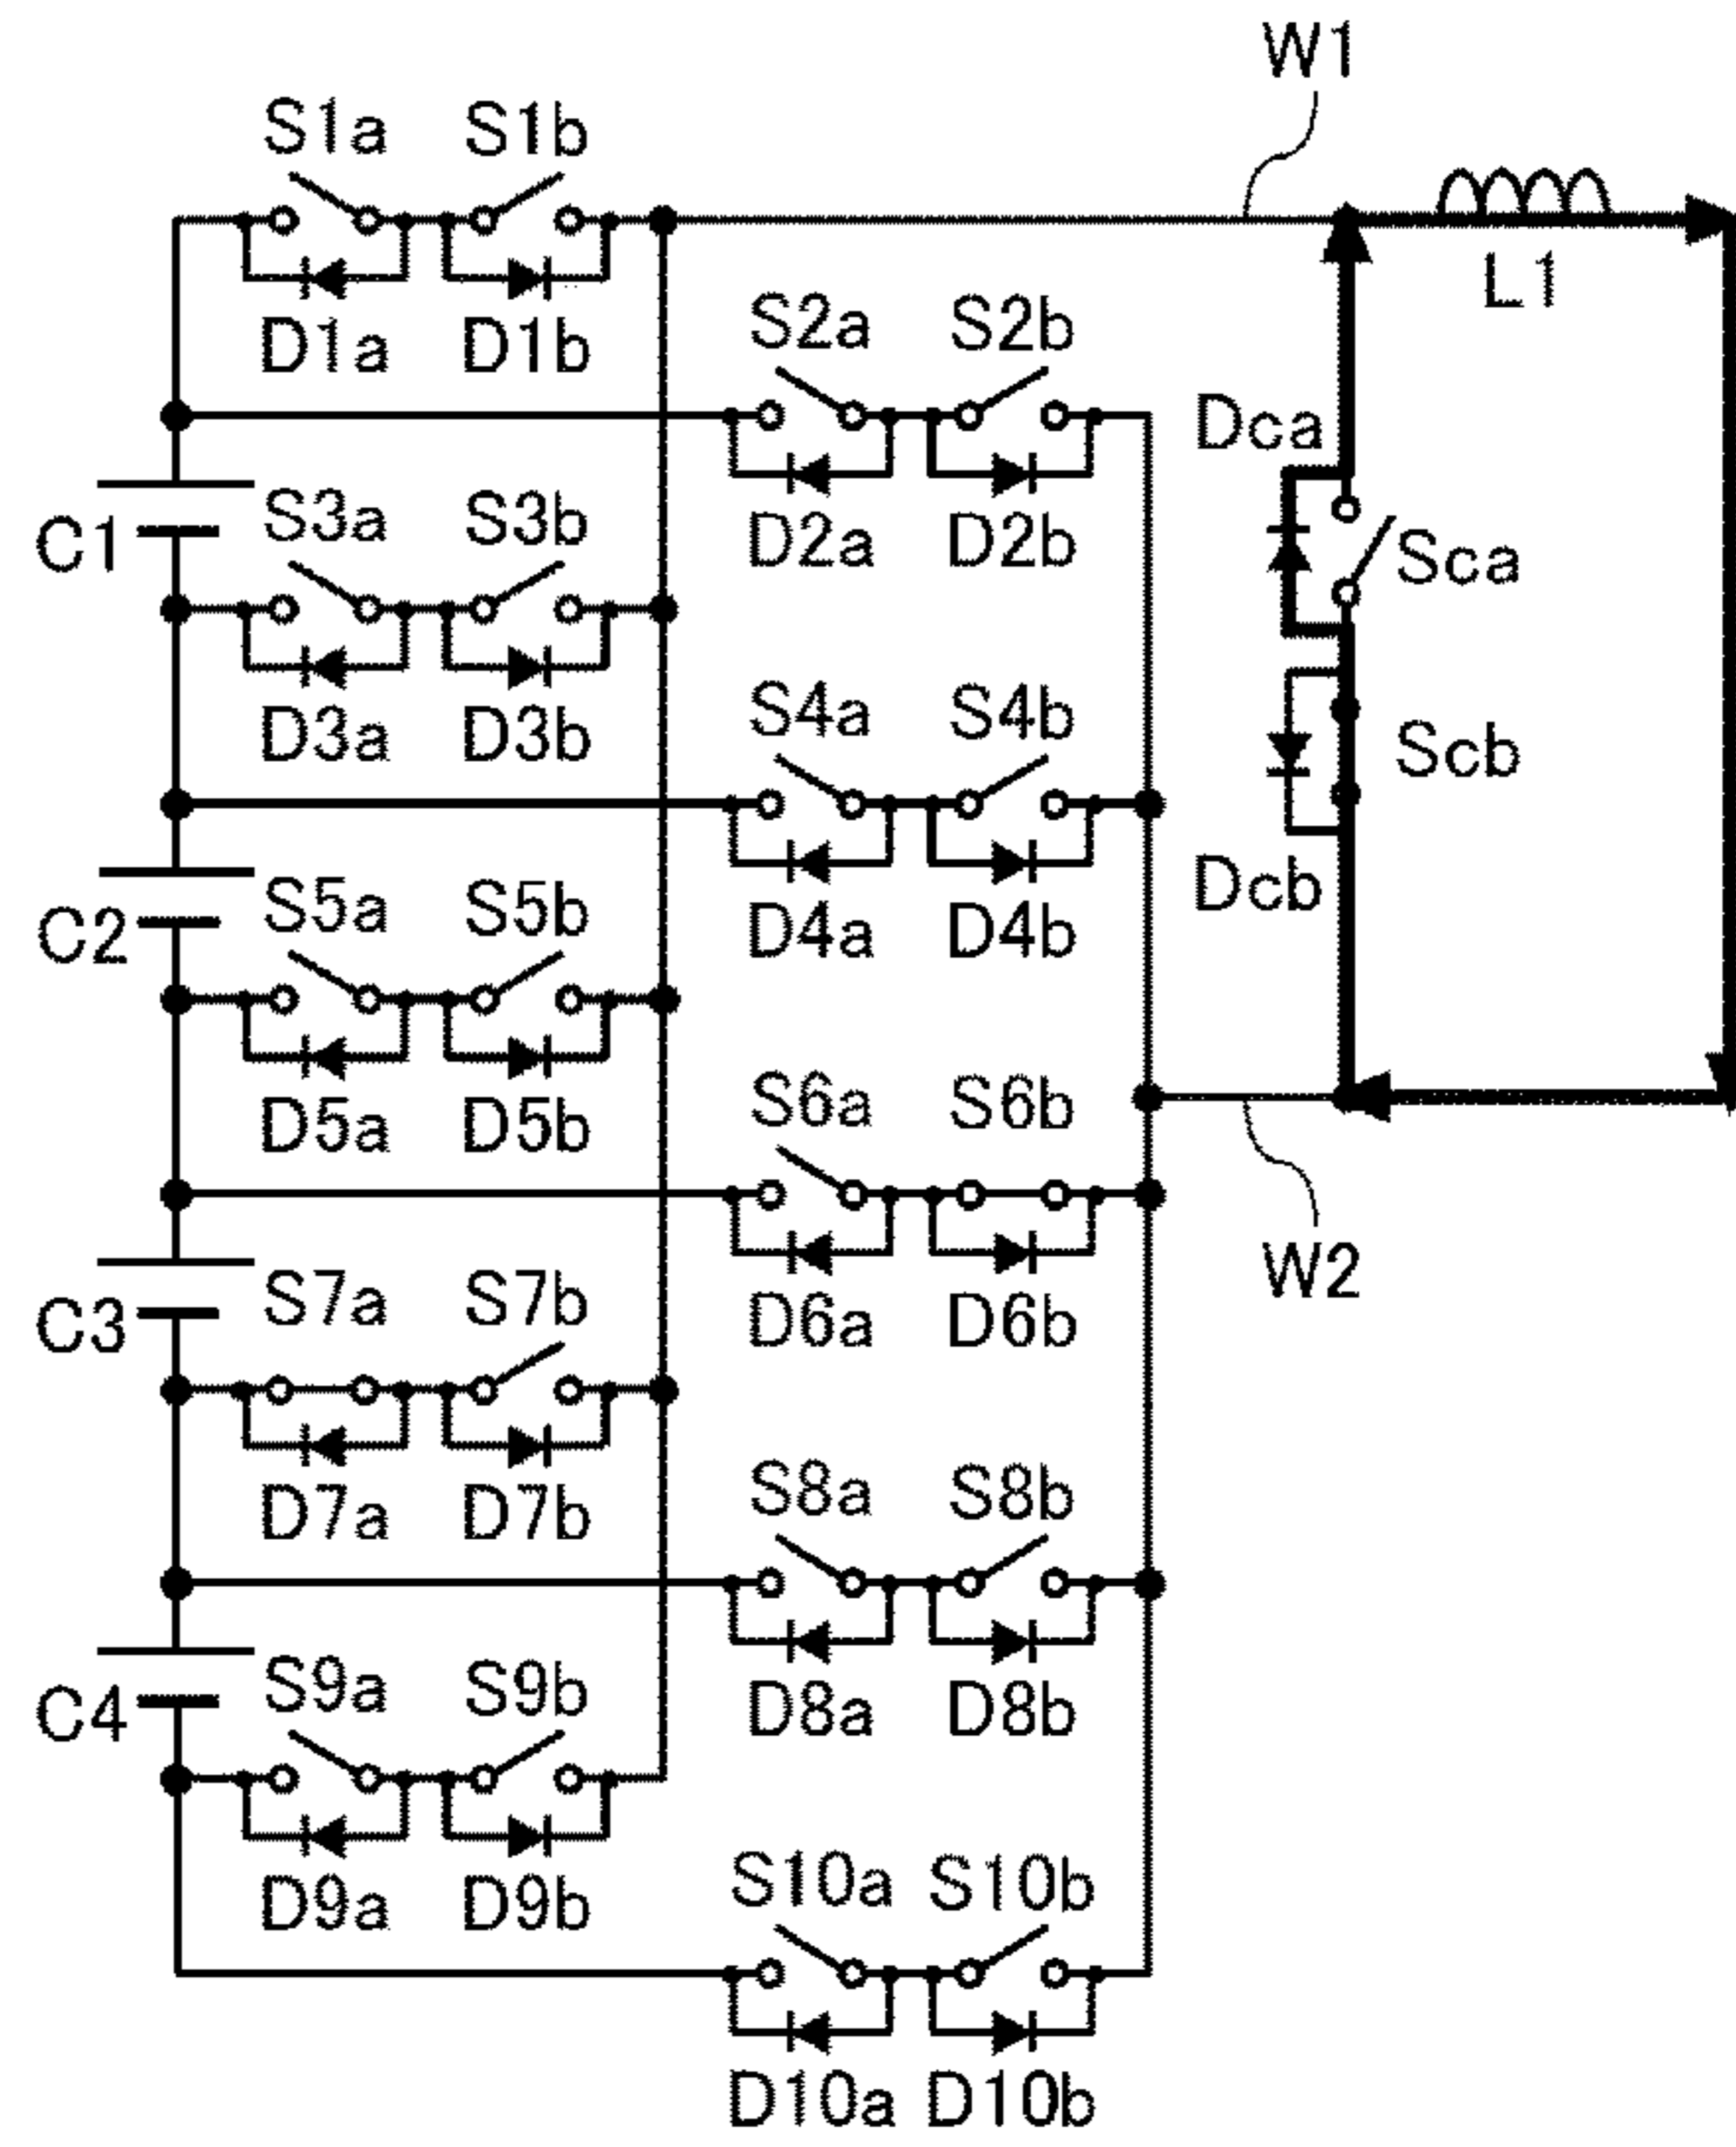 W1
S1a S1b
L1
D1a D1b
S2a S2b
Dca
C1
S3a S3b
D2a D2b
Sca
D3a D3b
S4a S4b
Scb
Dcb
C2
S5a S5b
D4a D4b
D5a D5b
S6a S6b
W2
C3
S7a S7b
D6a D6b
D7a D7b
S8a S8b
C4
S9a S9b
D8a D8b
D9a D9b
S10a S10b
D10a D10b